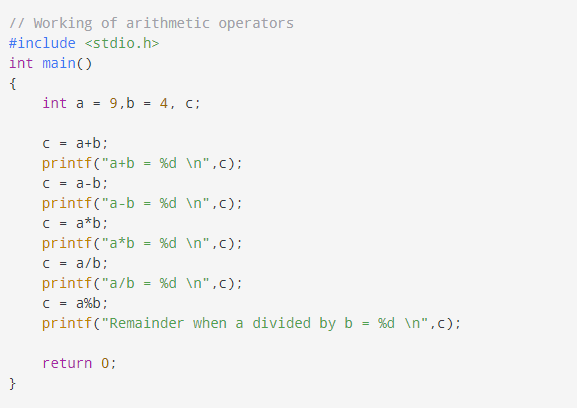 // Working of arithmetic operators
#include <stdio.h>
int main()
{
    int a = 9,b = 4, c;

    c = a+b;
    printf("a+b = %d \n",c);
    c = a-b;
    printf("a-b = %d \n",c);
    c = a*b;
    printf("a*b = %d \n",c);
    c = a/b;
    printf("a/b = %d \n",c);
    c = a%b;
    printf("Remainder when a divided by b = %d \n",c);

    return 0;
}